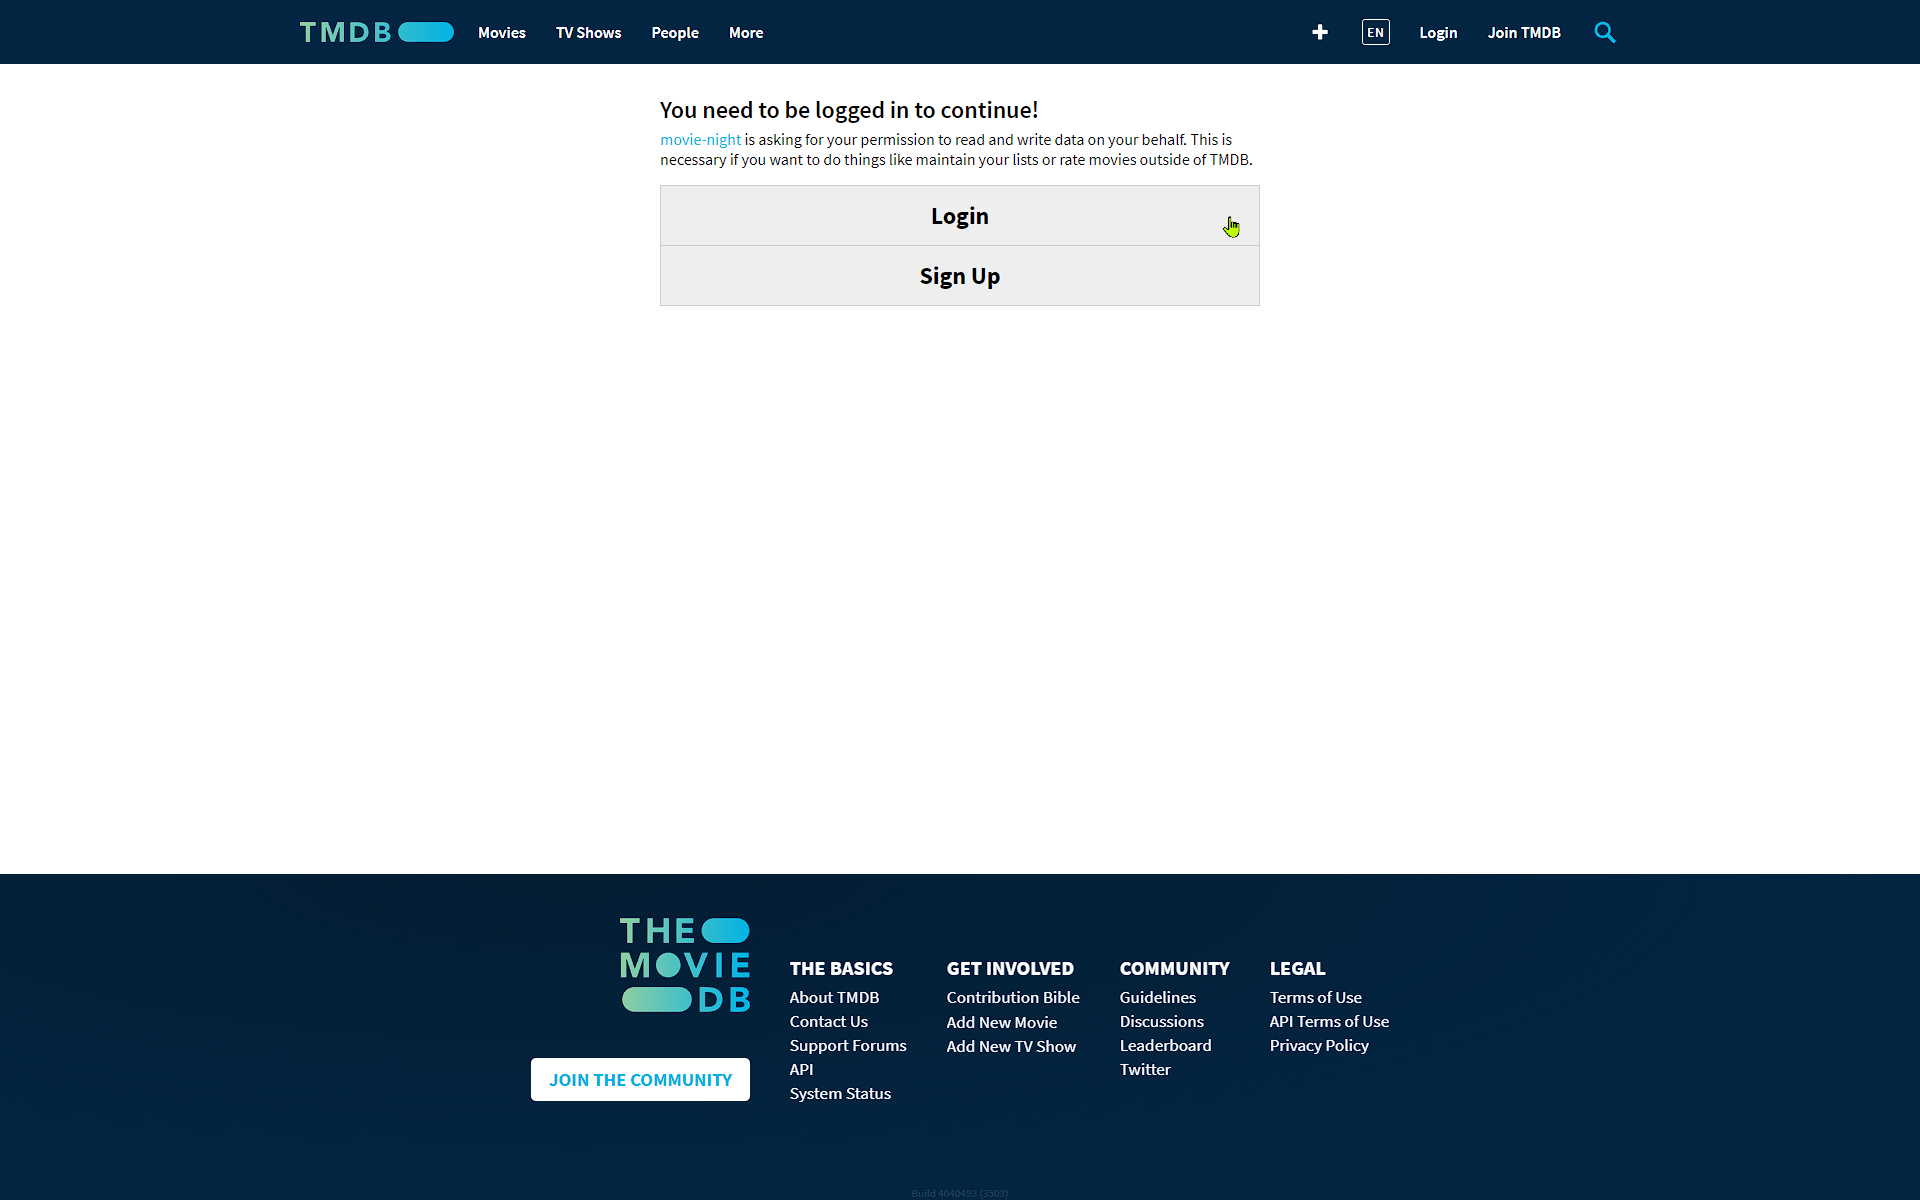 TMDB
Movies
TV Shows
People
More
EN
Login
Join TMDB
You need to be logged in to continue!
movie-night is asking for your permission to read and write data on your behalf. This is
necessary if you want to do things like maintain your lists or rate movies outside of TMDB.
Login
Sign Up
THE
MOVIE
DB
JOIN THE COMMUNITY
THE BASICS
About TMDB
Contact Us
Support Forums
API
System Status
GET INVOLVED
Contribution Bible
Add New Movie
Add New TV Show
COMMUNITY
Guidelines
Discussions
Leaderboard
Twitter
LEGAL
Terms of Use
API Terms of Use
Privacy Policy
Build 4040493 (3503)